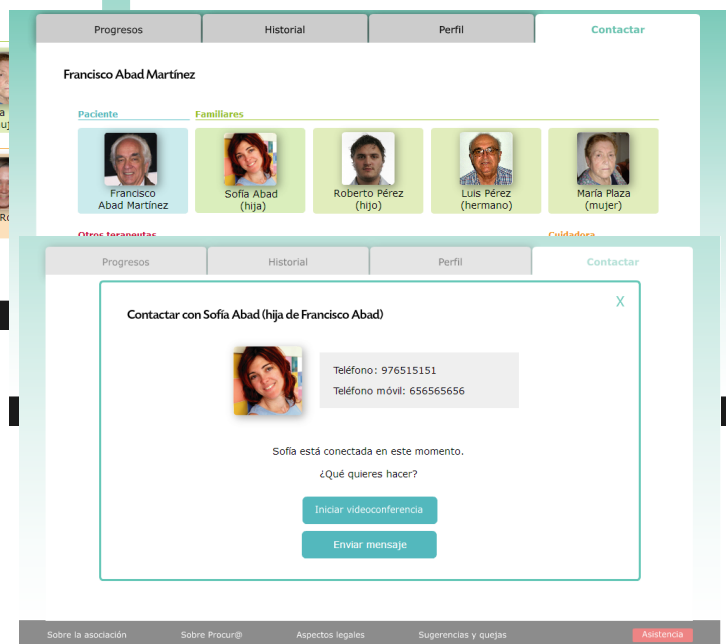 Progresos Historial Perfil Contactar
Francisco Abad Martínez
Paciente Familiares
Francisco
Abad Martínez
Sofía Abad
(hija)
Roberto Pérez
(hijo)
Luis Pérez
(hermano)
María Plaza
(mujer)
Otros terapeutas Cuidadora
Progresos Historial Perfil Contactar
X
Contactar con Sofía Abad (hija de Francisco Abad)
Teléfono: 976515151
Teléfono móvil: 656565656
Sofía está conectada en este momento.
¿Qué quieres hacer?
Iniciar videoconferencia
Enviar mensaje
Sobre la asociación Sobre Procur@ Aspectos legales Sugerencias y quejas Asistencia